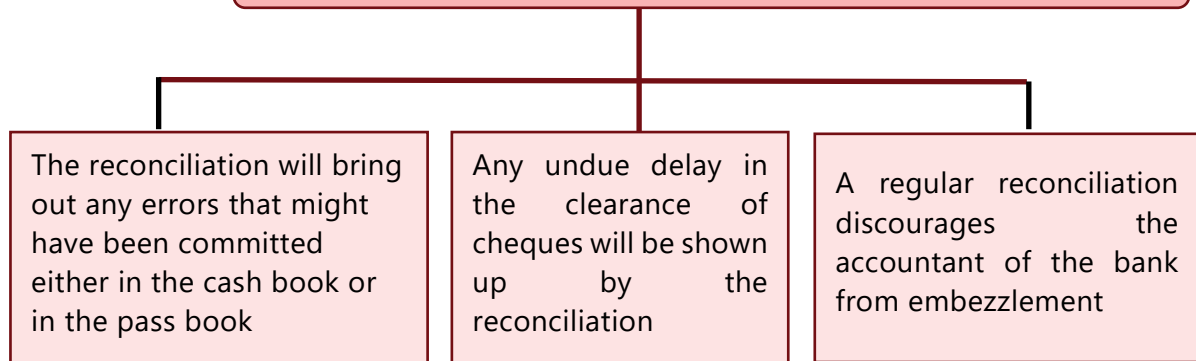 The reconciliation will bring
out any errors that might
have been committed
either in the cash book or
in the pass book
Any undue delay in
the clearance of
cheques will be shown
up by the
reconciliation
A regular reconciliation
discourages the
accountant of the bank
from embezzlement